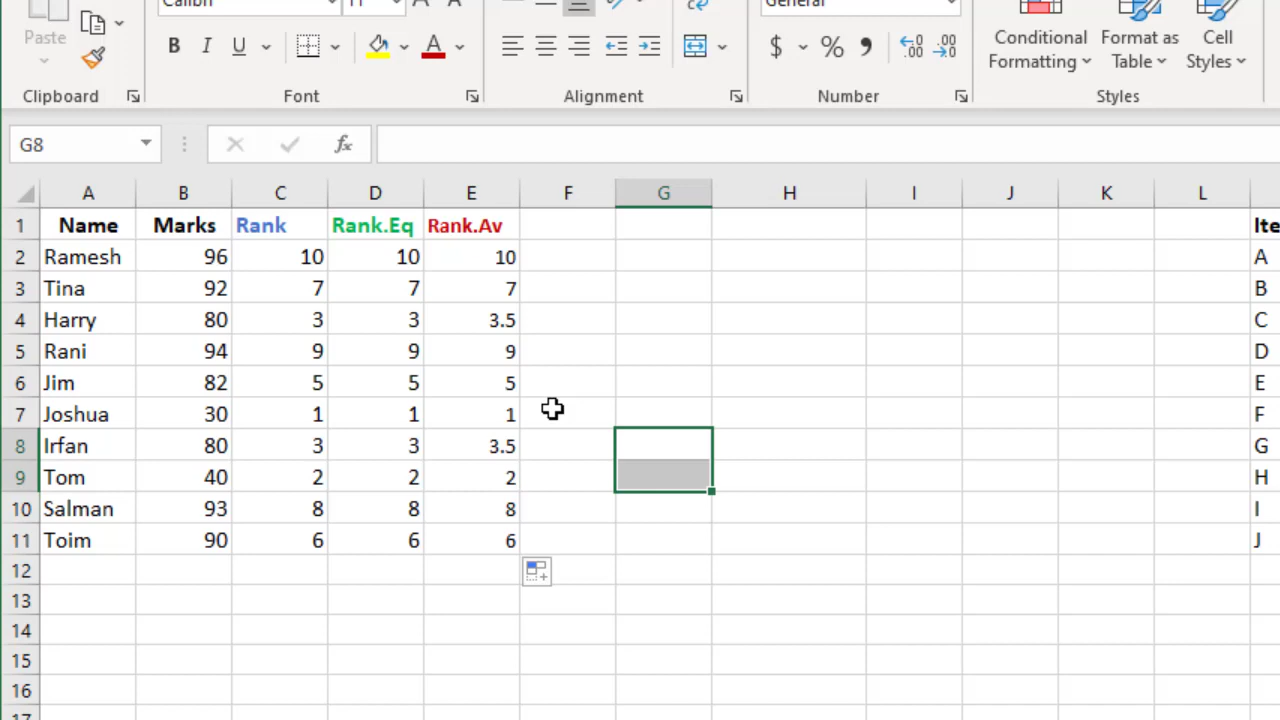 Calibri 11 General
Paste
B I U A $ % Conditional Format as Cell
Formatting Table Styles
Clipboard Font Alignment Number Styles
G8 fx
A B C D E F G H I J K L
1 Name Marks Rank Rank.Eq Rank.Av Ite
2 Ramesh 96 10 10 10 A
3 Tina 92 7 7 7 B
4 Harry 80 3 3 3.5 C
5 Rani 94 9 9 9 D
6 Jim 82 5 5 5 E
7 Joshua 30 1 1 1 F
8 Irfan 80 3 3 3.5 G
9 Tom 40 2 2 2 H
10 Salman 93 8 8 8 I
11 Toim 90 6 6 6 J
12
13
14
15
16
17